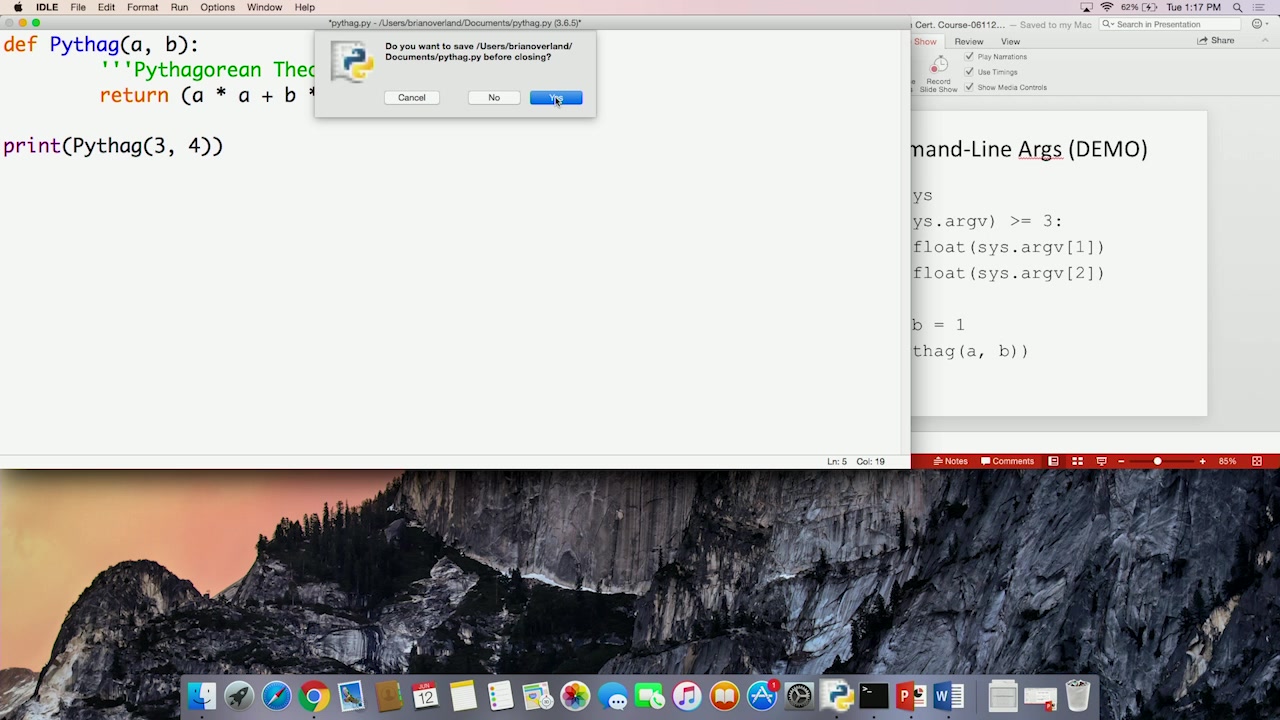 IDLE File Edit Format Run Options Window Help
62% Tue 1:17 PM
*pythag.py - /Users/brianoverland/Documents/pythag.py (3.6.5)*
def Pythag(a, b):
'''Pythagorean Theo
return (a * a + b *
print(Pythag(3, 4))
Do you want to save /Users/brianoverland/
Documents/pythag.py before closing?
Cancel No Yes
Ln: 5 Col: 19
Cert. Course-06112... — Saved to my Mac
Search in Presentation
Show Review View Share
Record
Slide Show
Play Narrations
Use Timings
Show Media Controls
mand-Line Args (DEMO)
ys
ys.argv) >= 3:
float(sys.argv[1])
float(sys.argv[2])
b = 1
thag(a, b))
Notes Comments 85%
JUN
12
1